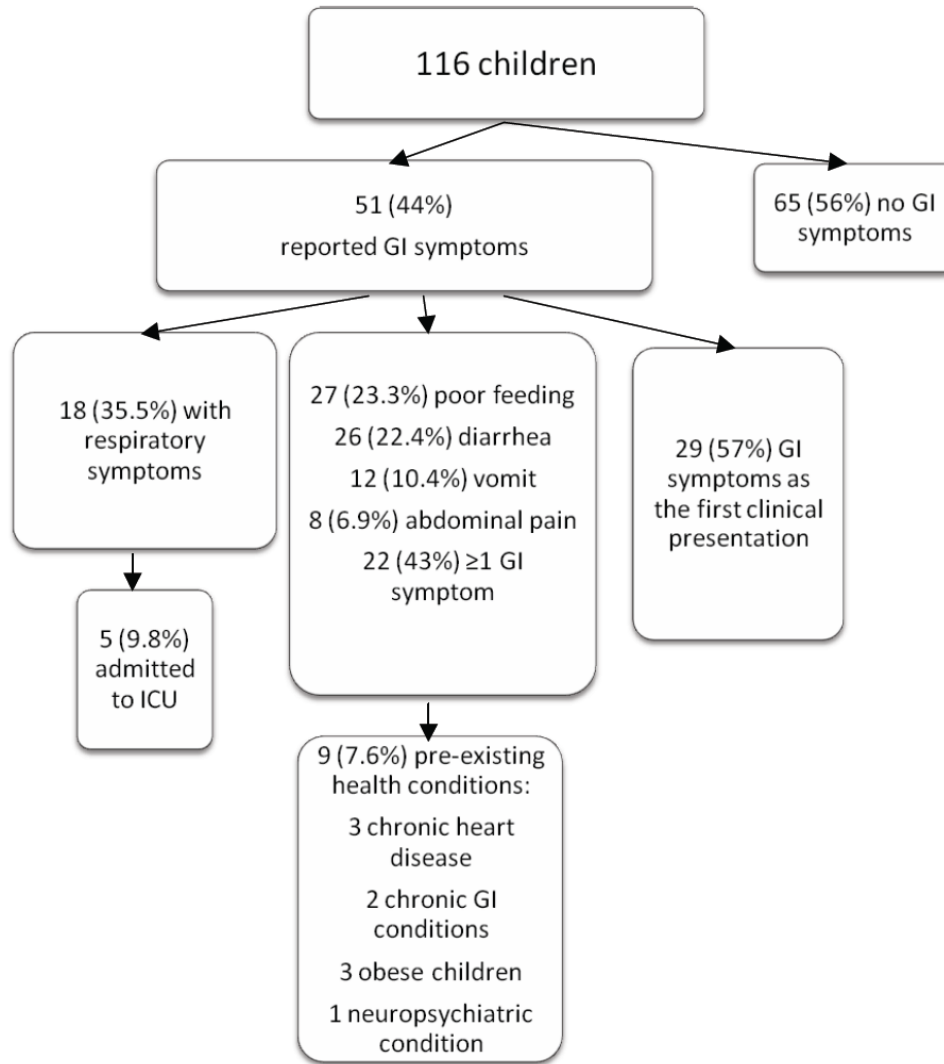 116 children
51 (44%)
reported GI symptoms
65 (56%) no GI
symptoms
18 (35.5%) with
respiratory
symptoms
27 (23.3%) poor feeding
26 (22.4%) diarrhea
12 (10.4%) vomit
8 (6.9%) abdominal pain
22 (43%) ≥1 GI
symptom
29 (57%) GI
symptoms as
the first clinical
presentation
5 (9.8%)
admitted
to ICU
9 (7.6%) pre-existing
health conditions:
3 chronic heart
disease
2 chronic GI
conditions
3 obese children
1 neuropsychiatric
condition